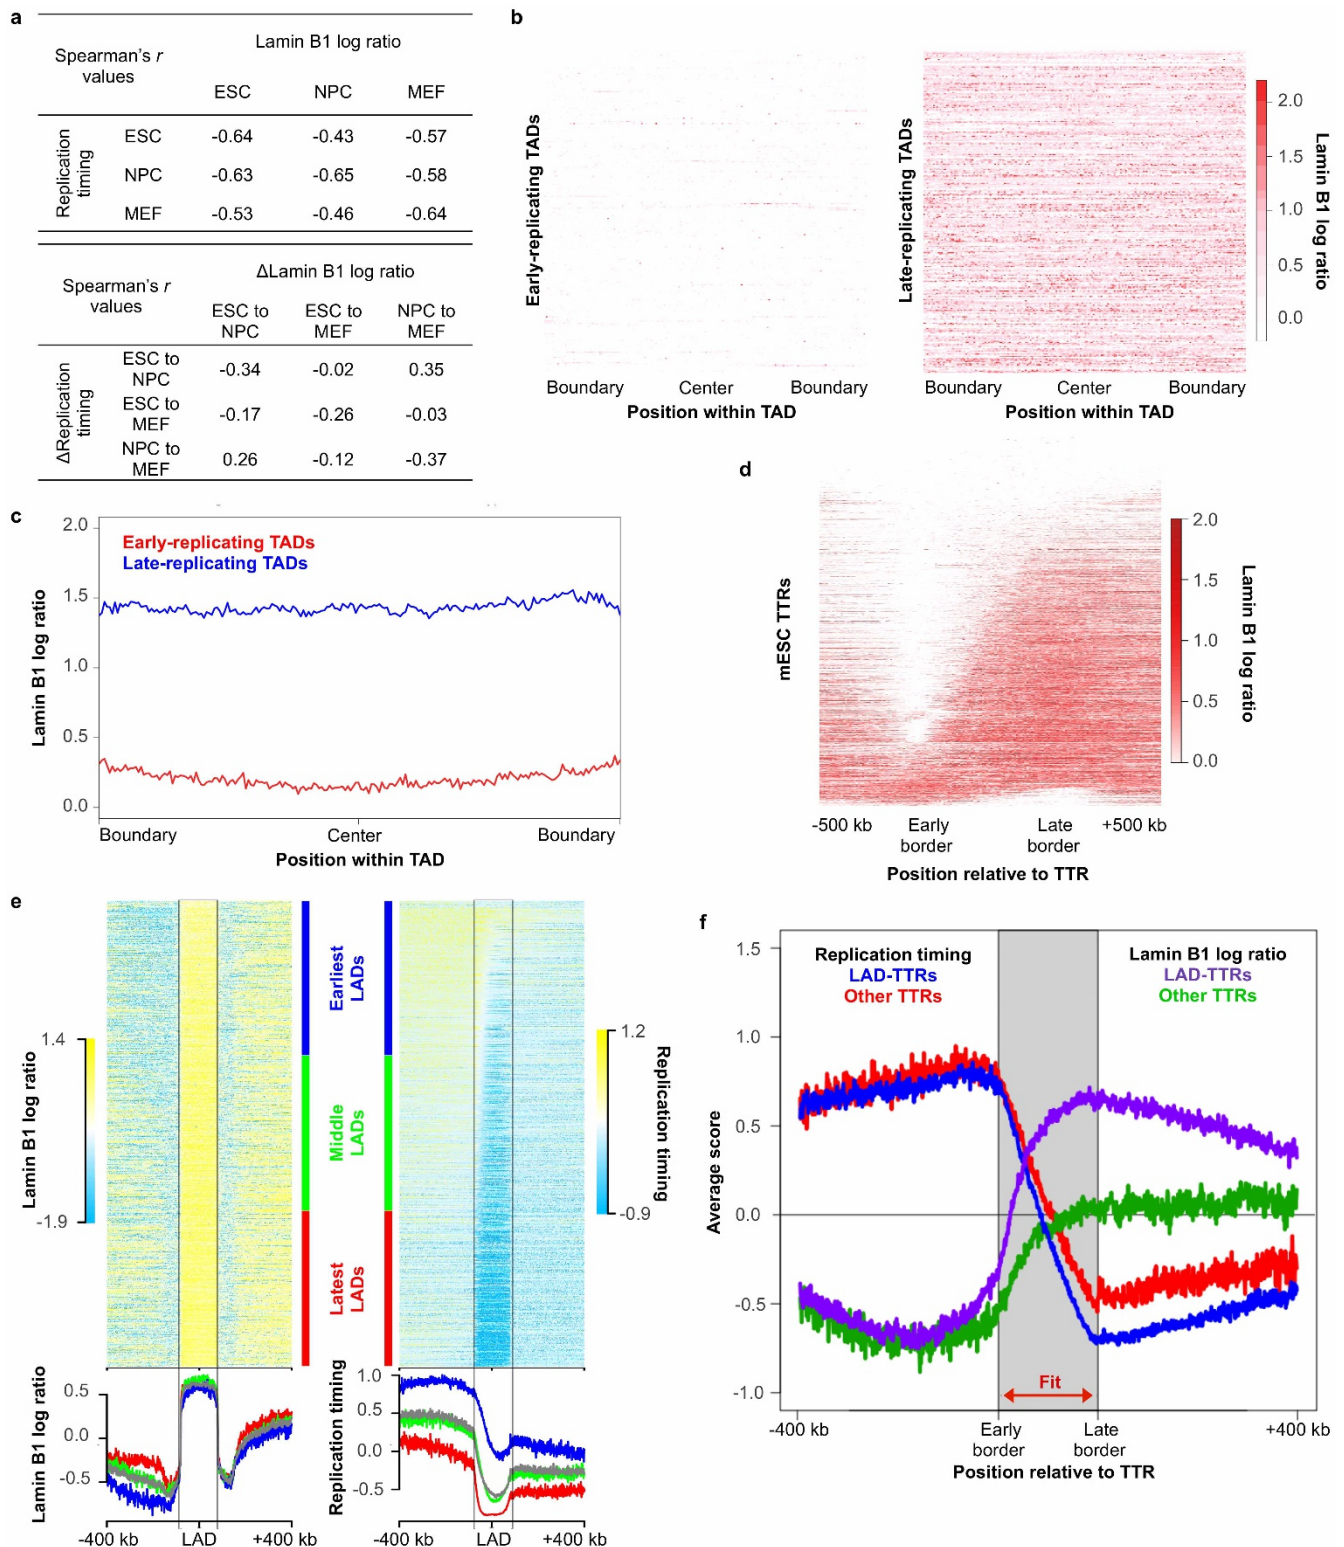 a
Spearman's r
values
Lamin B1 log ratio
ESC NPC MEF
Replication
timing
ESC -0.64 -0.43 -0.57
NPC -0.63 -0.65 -0.58
MEF -0.53 -0.46 -0.64
Spearman's r
values
ΔLamin B1 log ratio
ESC to
NPC
ESC to
MEF
NPC to
MEF
ΔReplication
timing
ESC to
NPC
-0.34 -0.02 0.35
ESC to
MEF
-0.17 -0.26 -0.03
NPC to
MEF
0.26 -0.12 -0.37
b
Early-replicating TADs
Boundary Center Boundary
Position within TAD
Late-replicating TADs
Boundary Center Boundary
Position within TAD
2.0
1.5
1.0
0.5
0.0
Lamin B1 log ratio
c
Early-replicating TADs
Late-replicating TADs
Lamin B1 log ratio
2.0
1.5
1.0
0.5
0.0
Boundary Center Boundary
Position within TAD
d
mESC TTRs
-500 kb
Early
border
Late
border
+500 kb
Position relative to TTR
2.0
1.5
1.0
0.5
0.0
Lamin B1 log ratio
e
Lamin B1 log ratio
1.4
-1.9
Earliest
LADs
Middle
LADs
Latest
LADs
1.2
-0.9
Replication timing
Lamin B1 log ratio
0.5
0.0
-0.5
-400 kb LAD +400 kb
Replication timing
1.0
0.5
0.0
-0.5
-400 kb LAD +400 kb
f
Replication timing
LAD-TTRs
Other TTRs
Lamin B1 log ratio
LAD-TTRs
Other TTRs
Average score
1.5
1.0
0.5
0.0
-0.5
-1.0
Fit
-400 kb
Early
border
Late
border
+400 kb
Position relative to TTR